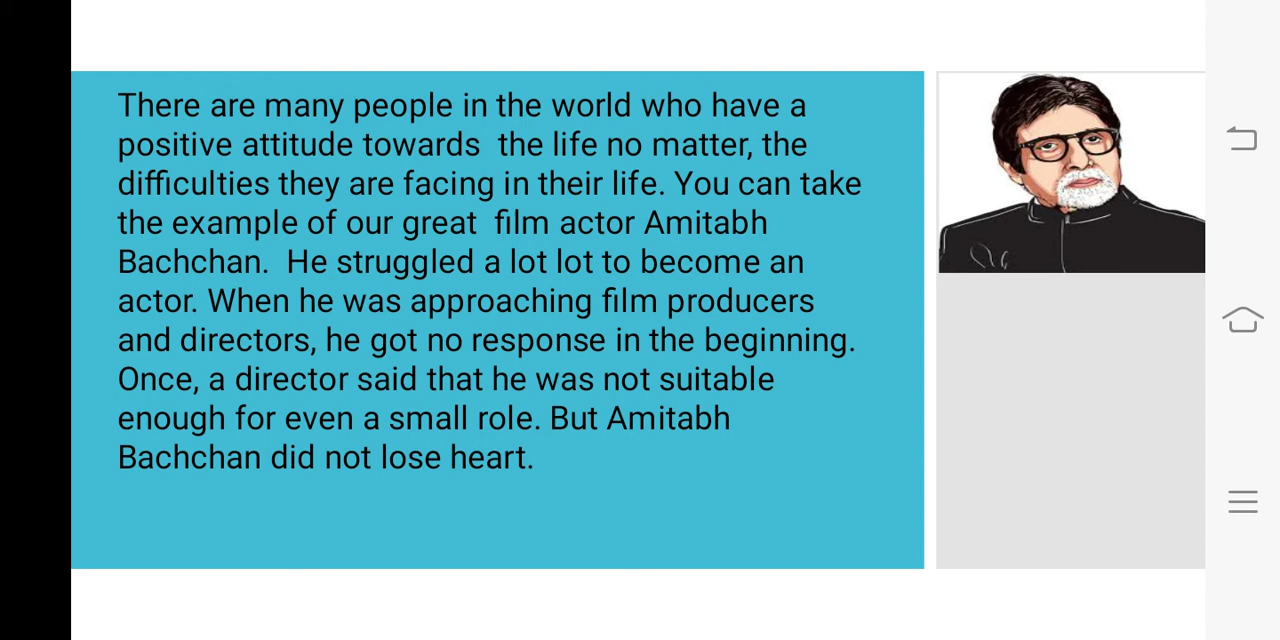 There are many people in the world who have a
positive attitude towards  the life no matter, the
difficulties they are facing in their life. You can take
the example of our great  film actor Amitabh
Bachchan.  He struggled a lot lot to become an
actor. When he was approaching film producers
and directors, he got no response in the beginning.
Once, a director said that he was not suitable
enough for even a small role. But Amitabh
Bachchan did not lose heart.